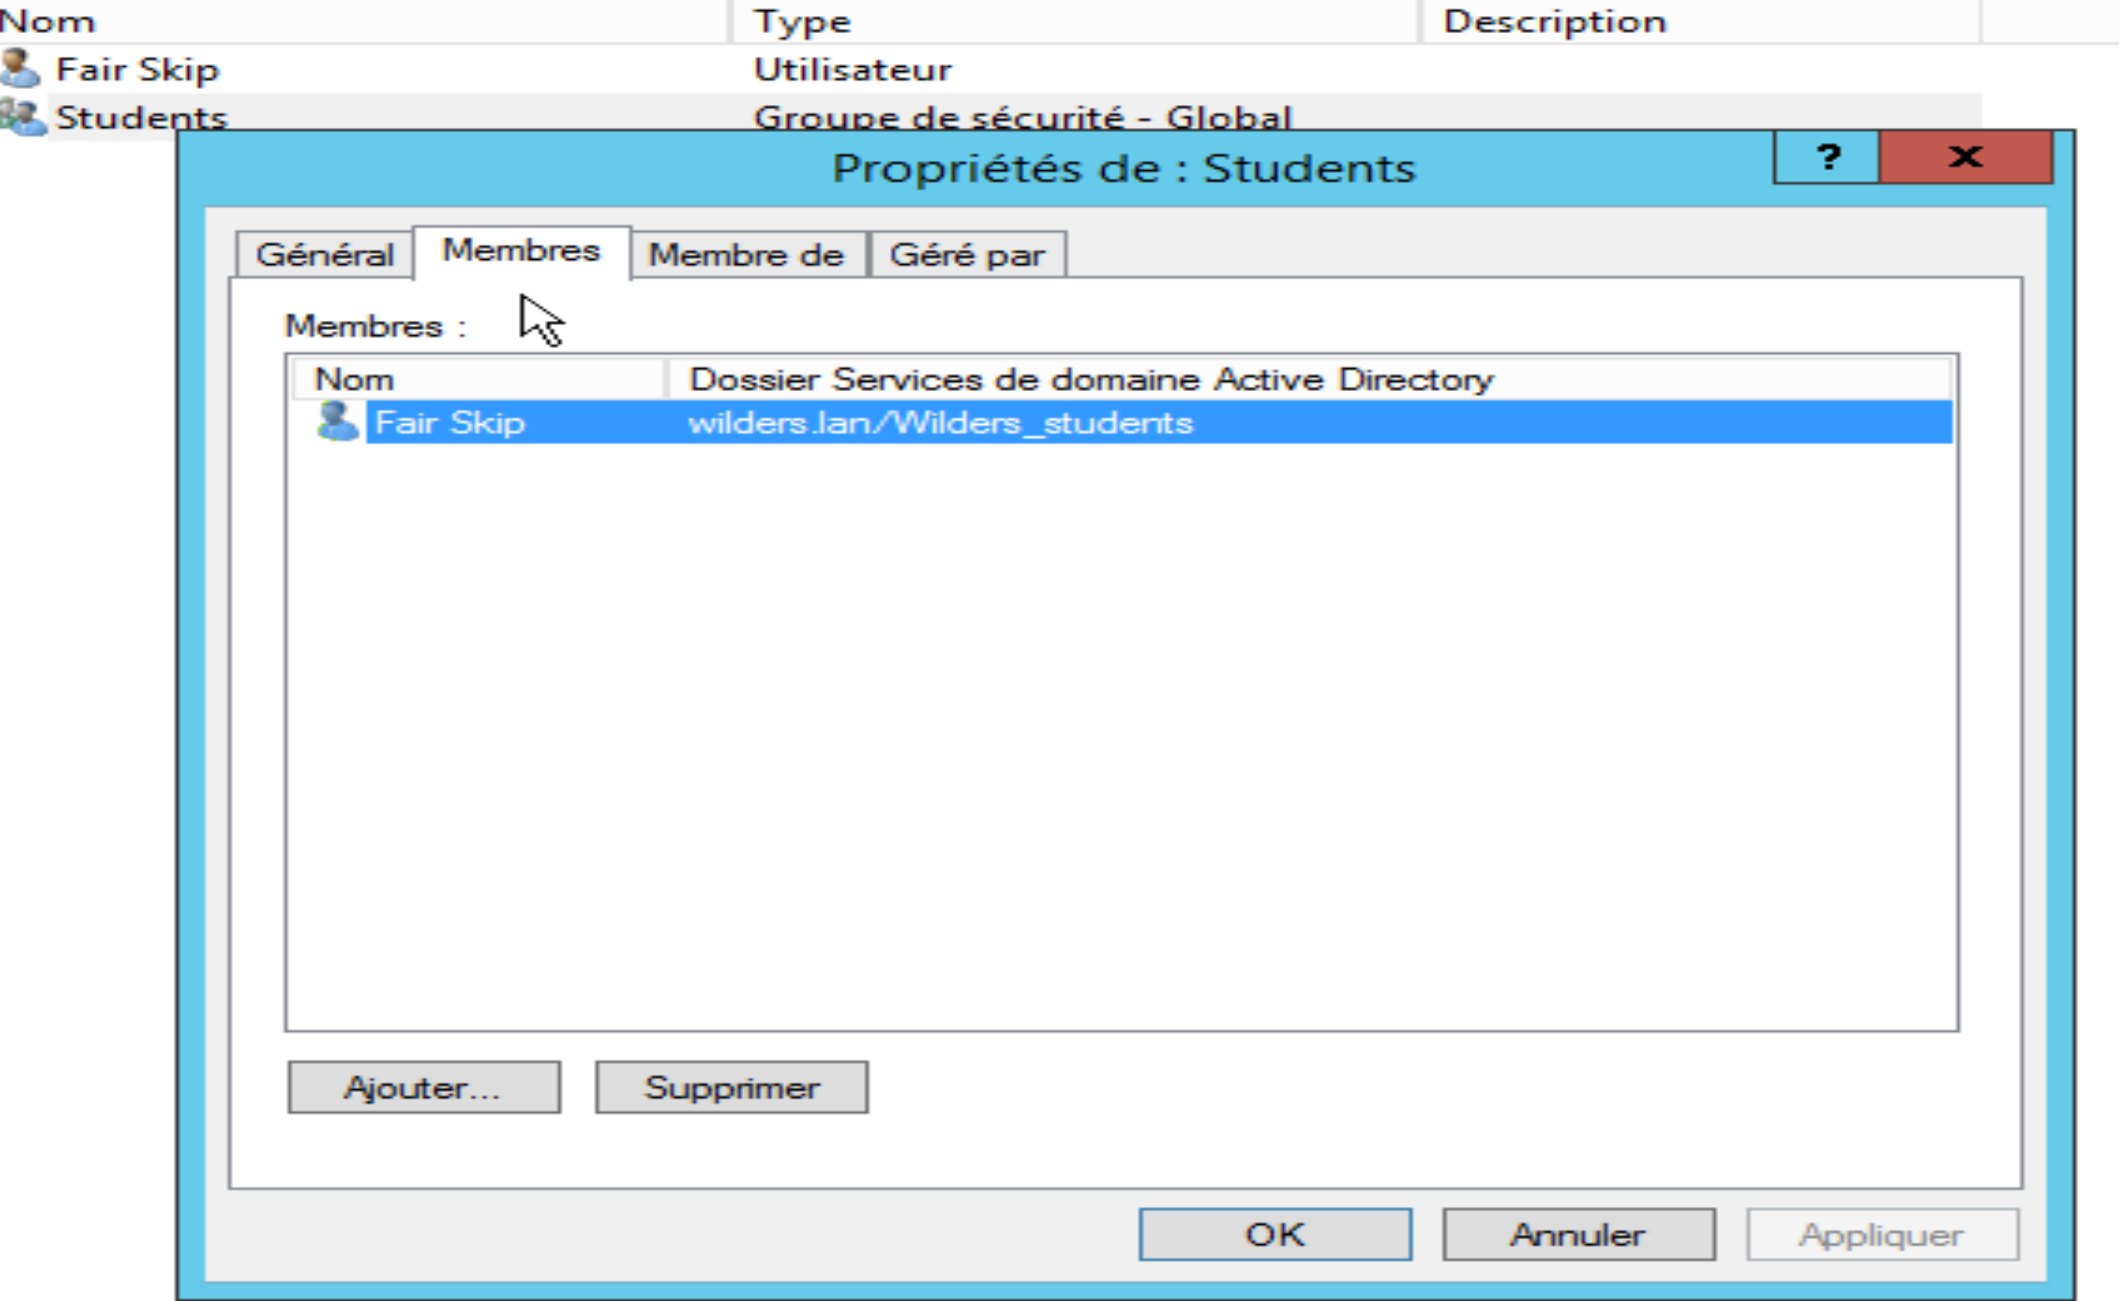 Nom Type Description
Fair Skip Utilisateur
Students Groupe de sécurité - Global
Propriétés de : Students ? x
Général Membres Membre de Géré par
Membres :
Nom Dossier Services de domaine Active Directory
Fair Skip wilders.lan/Wilders_students
Ajouter... Supprimer
OK Annuler Appliquer